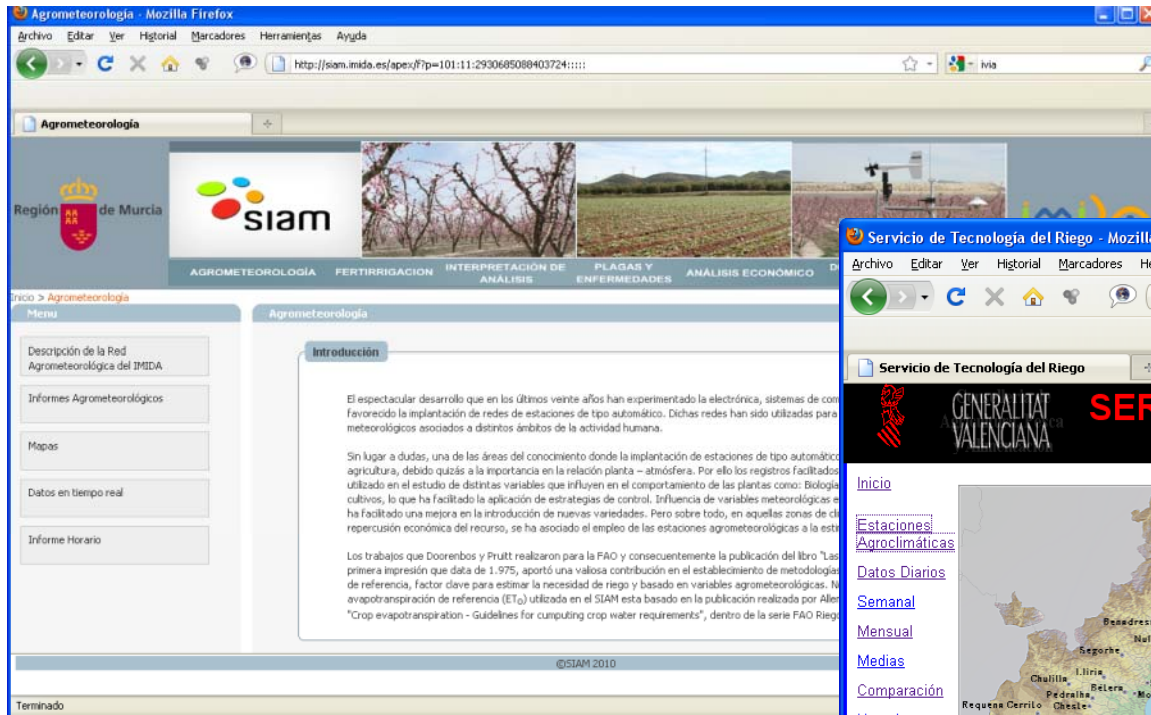 Agrometeorología - Mozilla Firefox
Archivo Editar Ver Historial Marcadores Herramientas Ayuda
http://siam.imida.es/apex/f?p=101:11:2930685088403724:::::
ivia
Agrometeorología
Región de Murcia
siam
AGROMETEOROLOGÍA FERTIRRIGACION INTERPRETACIÓN DE ANÁLISIS PLAGAS Y ENFERMEDADES ANÁLISIS ECONÓMICO
Inicio > Agrometeorología
Menu
Descripción de la Red
Agrometeorológica del IMIDA
Informes Agrometeorológicos
Mapas
Datos en tiempo real
Informe Horario
Agrometeorología
Introducción
El espectacular desarrollo que en los últimos veinte años han experimentado la electrónica, sistemas de com
favorecido la implantación de redes de estaciones de tipo automático. Dichas redes han sido utilizadas para
meteorológicos asociados a distintos ámbitos de la actividad humana.
Sin lugar a dudas, una de las áreas del conocimiento donde la implantación de estaciones de tipo automático
agricultura, debido quizás a la importancia en la relación planta – atmósfera. Por ello los registros facilitados
utilizado en el estudio de distintas variables que influyen en el comportamiento de las plantas como: Biología
cultivos, lo que ha facilitado la aplicación de estrategias de control. Influencia de variables meteorológicas e
ha facilitado una mejora en la introducción de nuevas variedades. Pero sobre todo, en aquellas zonas de cli
repercusión económica del recurso, se ha asociado el empleo de las estaciones agrometeorológicas a la esti
Los trabajos que Doorenbos y Pruitt realizaron para la FAO y consecuentemente la publicación del libro "Las
primera impresión que data de 1.975, aportó una valiosa contribución en el establecimiento de metodologías
de referencia, factor clave para estimar la necesidad de riego y basado en variables agrometeorológicas. N
avapotranspiración de referencia (ETO) utilizada en el SIAM esta basado en la publicación realizada por Aller
"Crop evapotranspiration - Guidelines for cumputing crop water requirements", dentro de la serie FAO Riego
©SIAM 2010
Terminado
Servicio de Tecnología del Riego - Mozilla
Archivo Editar Ver Historial Marcadores He
Servicio de Tecnología del Riego
GENERALITAT
VALENCIANA
SER
Inicio
Estaciones
Agroclimáticas
Datos Diarios
Semanal
Mensual
Medias
Comparación
Segorbe
Lliria
Chulilla
Pedralba Betera
Requena Cerrito Cheste